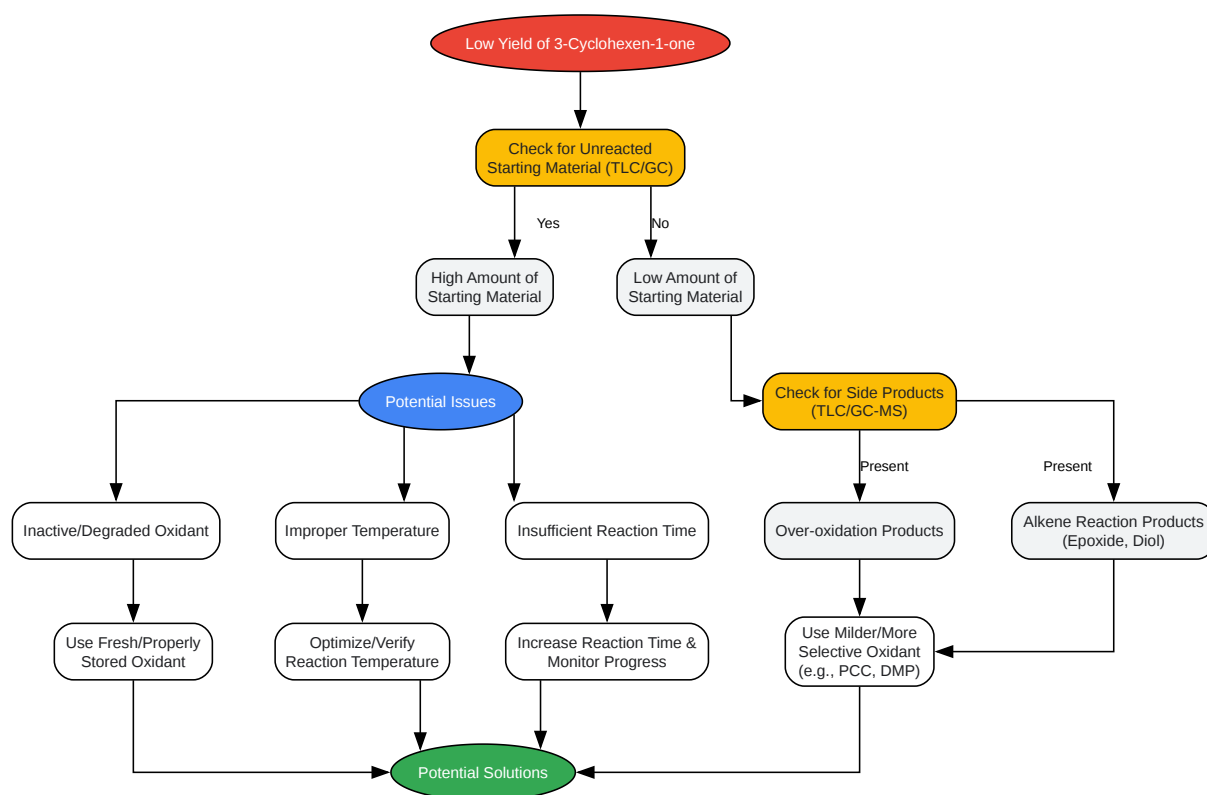 Low Yield of 3-Cyclohexen-1-one
Check for Unreacted
Starting Material (TLC/GC)
Yes
No
High Amount of
Starting Material
Low Amount of
Starting Material
Potential Issues
Check for Side Products
(TLC/GC-MS)
Present
Present
Inactive/Degraded Oxidant
Improper Temperature
Insufficient Reaction Time
Over-oxidation Products
Alkene Reaction Products
(Epoxide, Diol)
Use Fresh/Properly
Stored Oxidant
Optimize/Verify
Reaction Temperature
Increase Reaction Time &
Monitor Progress
Use Milder/More
Selective Oxidant
(e.g., PCC, DMP)
Potential Solutions